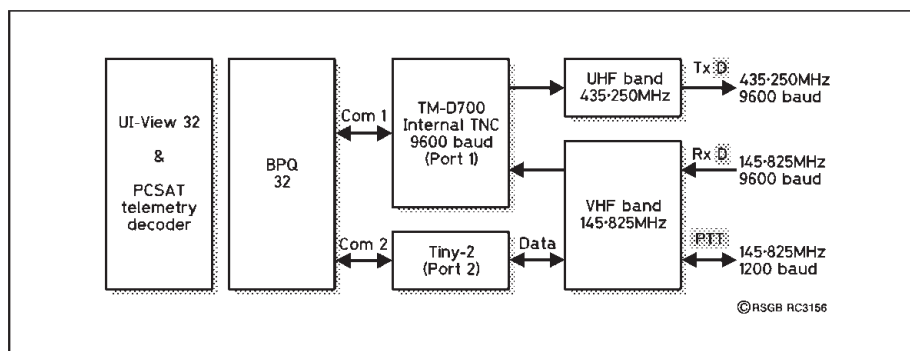 UI-View 32
&
PCSAT
telemetry
decoder
BPQ
32
Com 1
Com 2
TM-D700
Internal TNC
9600 baud
(Port 1)
Tiny-2
(Port 2)
Data
UHF band
435·250MHz
VHF band
145·825MHz
Tx D
435·250MHz
9600 baud
Rx D
145·825MHz
9600 baud
PTT
145·825MHz
1200 baud
©RSGB RC3156